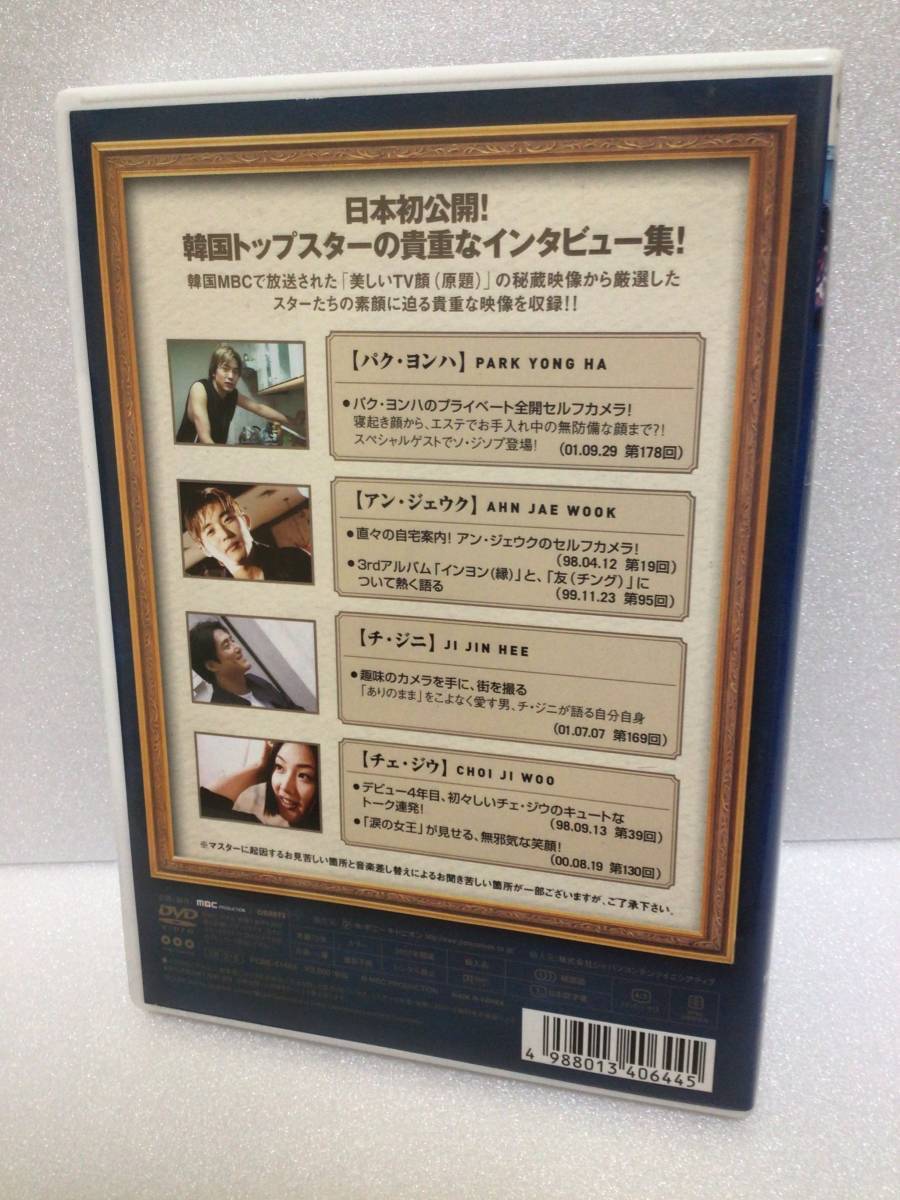 日本初公開!
韓国トップスターの貴重なインタビュー集!
韓国MBCで放送された「美しいTV顔(原題)」の秘蔵映像から厳選した
スターたちの素顔に迫る貴重な映像を収録!!
【パク・ヨンハ】 PARK YONG HA
●パク・ヨンハのプライベート全開セルフカメラ!
寝起き顔から、エステでお手入れ中の無防備な顔まで?!
スペシャルゲストでソ・ジソブ登場! (01.09.29 第178回)
【アン・ジェウク】 AHN JAE WOOK
●直々の自宅案内! アン・ジェウクのセルフカメラ!
(98.04.12 第19回)
●3rdアルバム「インヨン(縁)」と、「友(チング)」に
ついて熱く語る (99.11.23 第95回)
【チ・ジニ】 JI JIN HEE
●趣味のカメラを手に、街を撮る
「ありのまま」をこよなく愛す男、チ・ジニが語る自分自身
(01.07.07 第169回)
【チェ・ジウ】 CHOI JI WOO
●デビュー4年目、初々しいチェ・ジウのキュートな
トーク連発! (98.09.13 第39回)
●「涙の女王」が見せる、無邪気な笑顔!
(00.08.19 第130回)
※マスターに起因するお見苦しい箇所と音楽差し替えによるお聞き苦しい箇所が一部ございますが、ご了承下さい。
MBC PRODUCTION
DVD
VIDEO
MBC PRODUCTION
MADE IN KOREA
日本語字幕
4 988013 406445